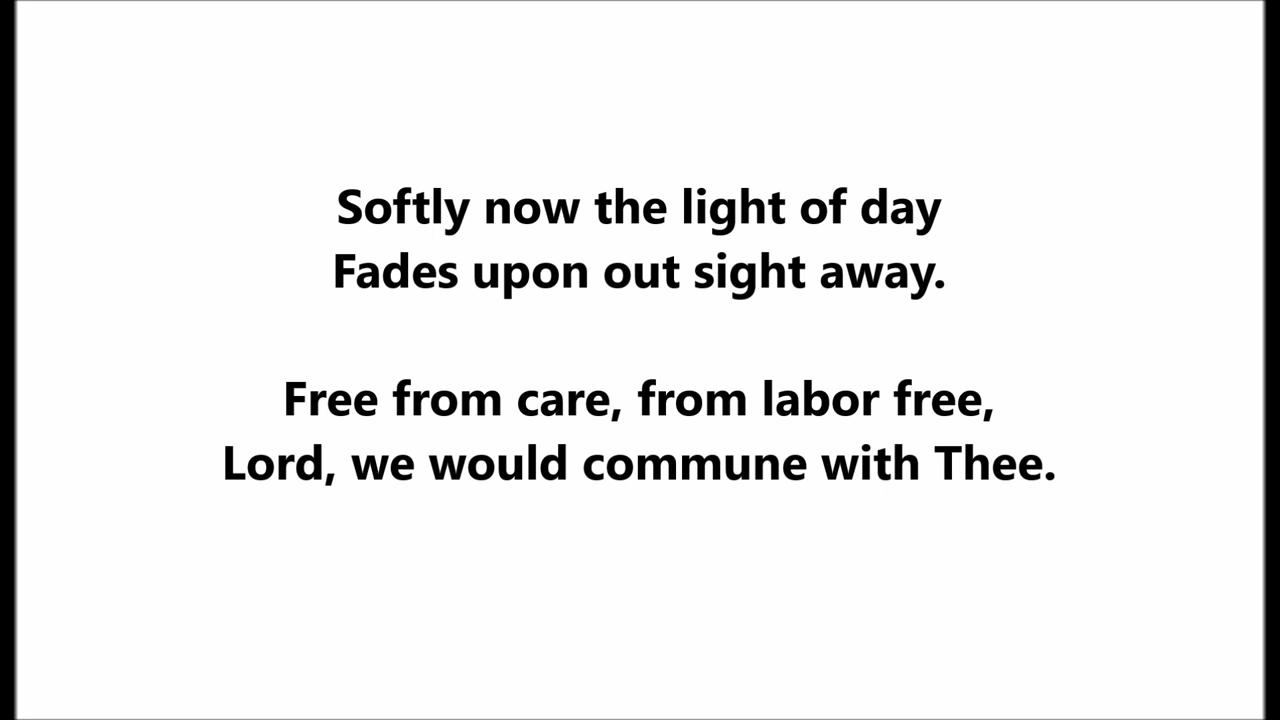 Softly now the light of day
Fades upon out sight away.
Free from care, from labor free,
Lord, we would commune with Thee.